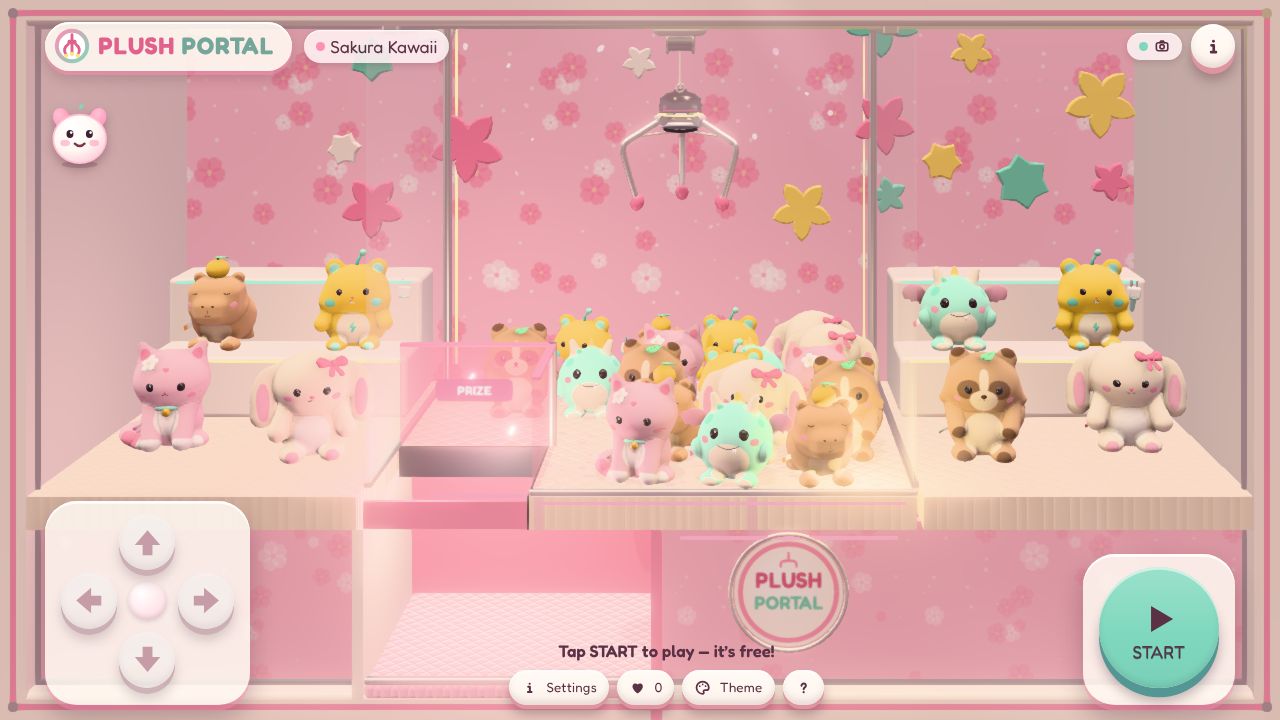 PLUSH PORTAL
Sakura Kawaii
i
PRIZE
PLUSH
PORTAL
START
Tap START to play – it's free!
i Settings
0
Theme
?